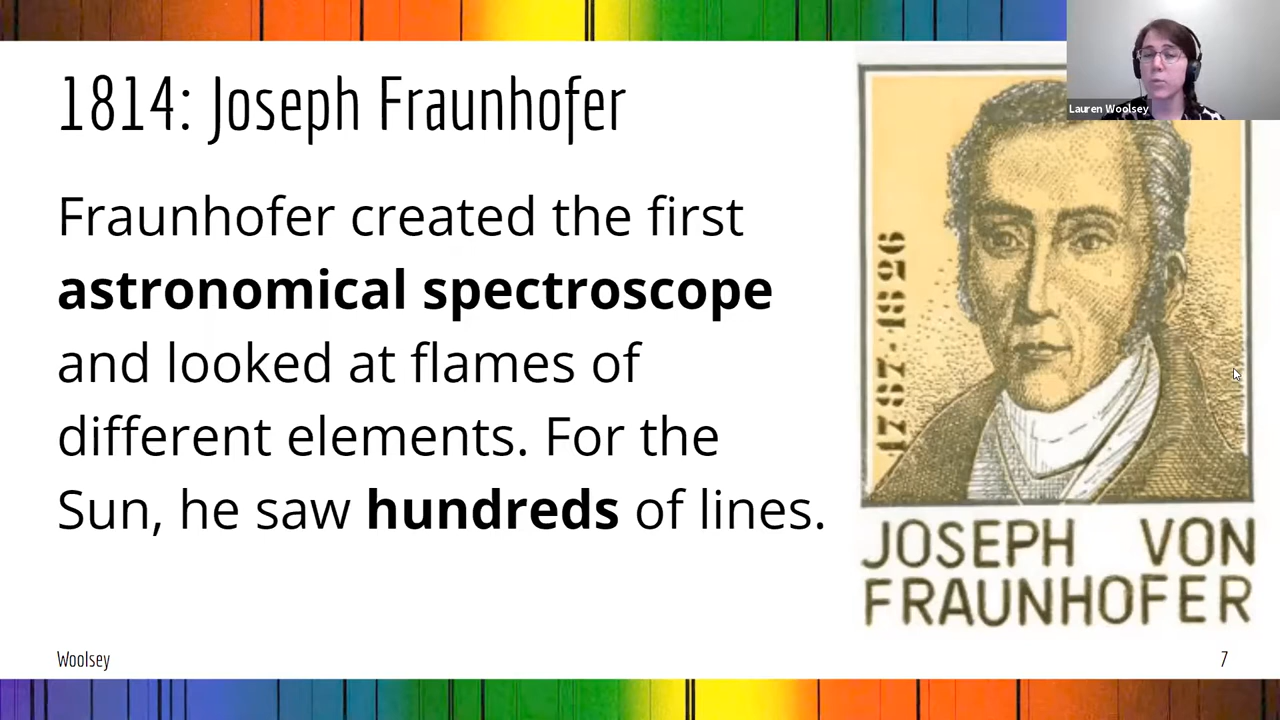 1814: Joseph Fraunhofer
Lauren Woolsey
Fraunhofer created the first
astronomical spectroscope
and looked at flames of
different elements. For the
Sun, he saw hundreds of lines.
1787-1826
JOSEPH VON
FRAUNHOFER
Woolsey
7